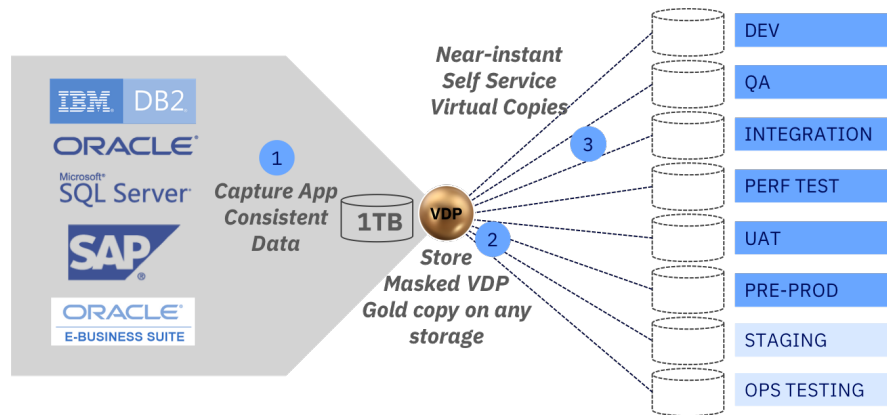 IBM DB2
ORACLE®
Microsoft®
SQL Server®
SAP®
ORACLE®
E-BUSINESS SUITE
1
Capture App
Consistent
Data
1TB
VDP
2
Store
Masked VDP
Gold copy on any
storage
Near-instant
Self Service
Virtual Copies
3
DEV
QA
INTEGRATION
PERF TEST
UAT
PRE-PROD
STAGING
OPS TESTING